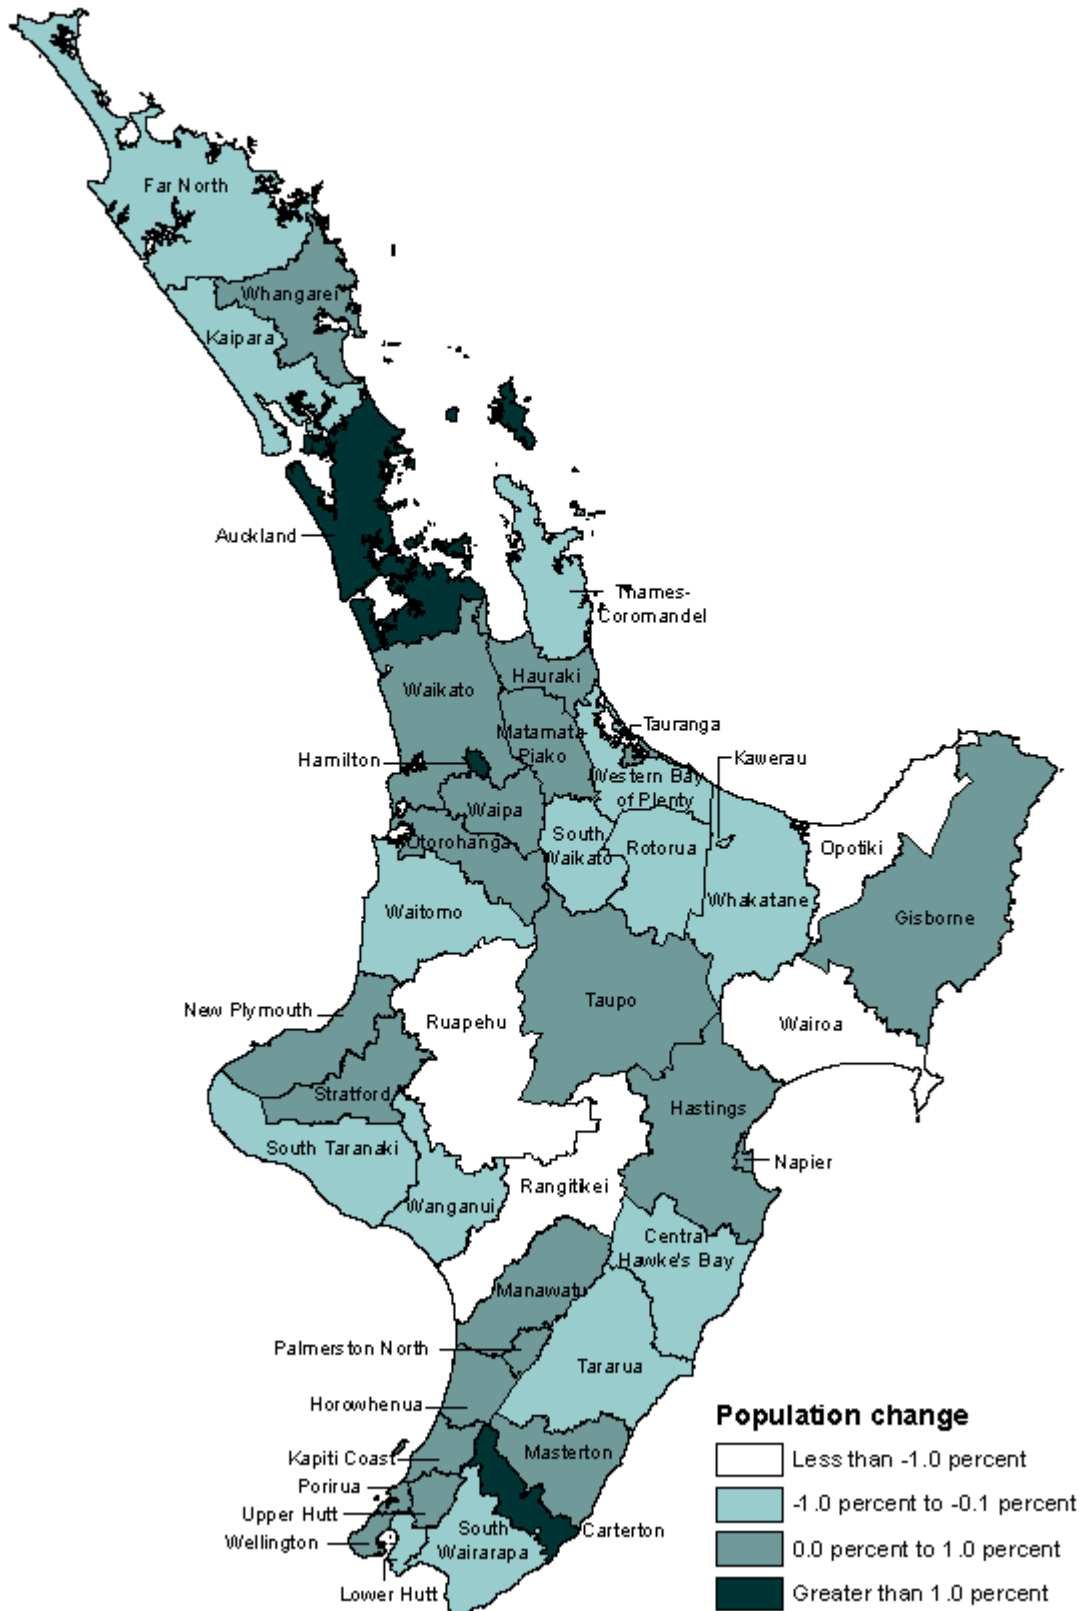 Far North
Whangarei
Kaipara
Auckland
Thames-
Coromandel
Hauraki
Waikato
Matamata-
Piako
Tauranga
Hamilton
Kawerau
Western Bay
of Plenty
Waipa
South
Waikato
Otorohanga
Rotorua
Opotiki
Whakatane
Waitomo
Gisborne
New Plymouth
Taupo
Ruapehu
Wairoa
Stratford
Hastings
South Taranaki
Napier
Rangitikei
Wanganui
Central
Hawke's Bay
Manawatu
Palmerston North
Tararua
Horowhenua
Masterton
Kapiti Coast
Porirua
Upper Hutt
Wellington
South
Wairarapa
Carterton
Lower Hutt
Population change
Less than -1.0 percent
-1.0 percent to -0.1 percent
0.0 percent to 1.0 percent
Greater than 1.0 percent